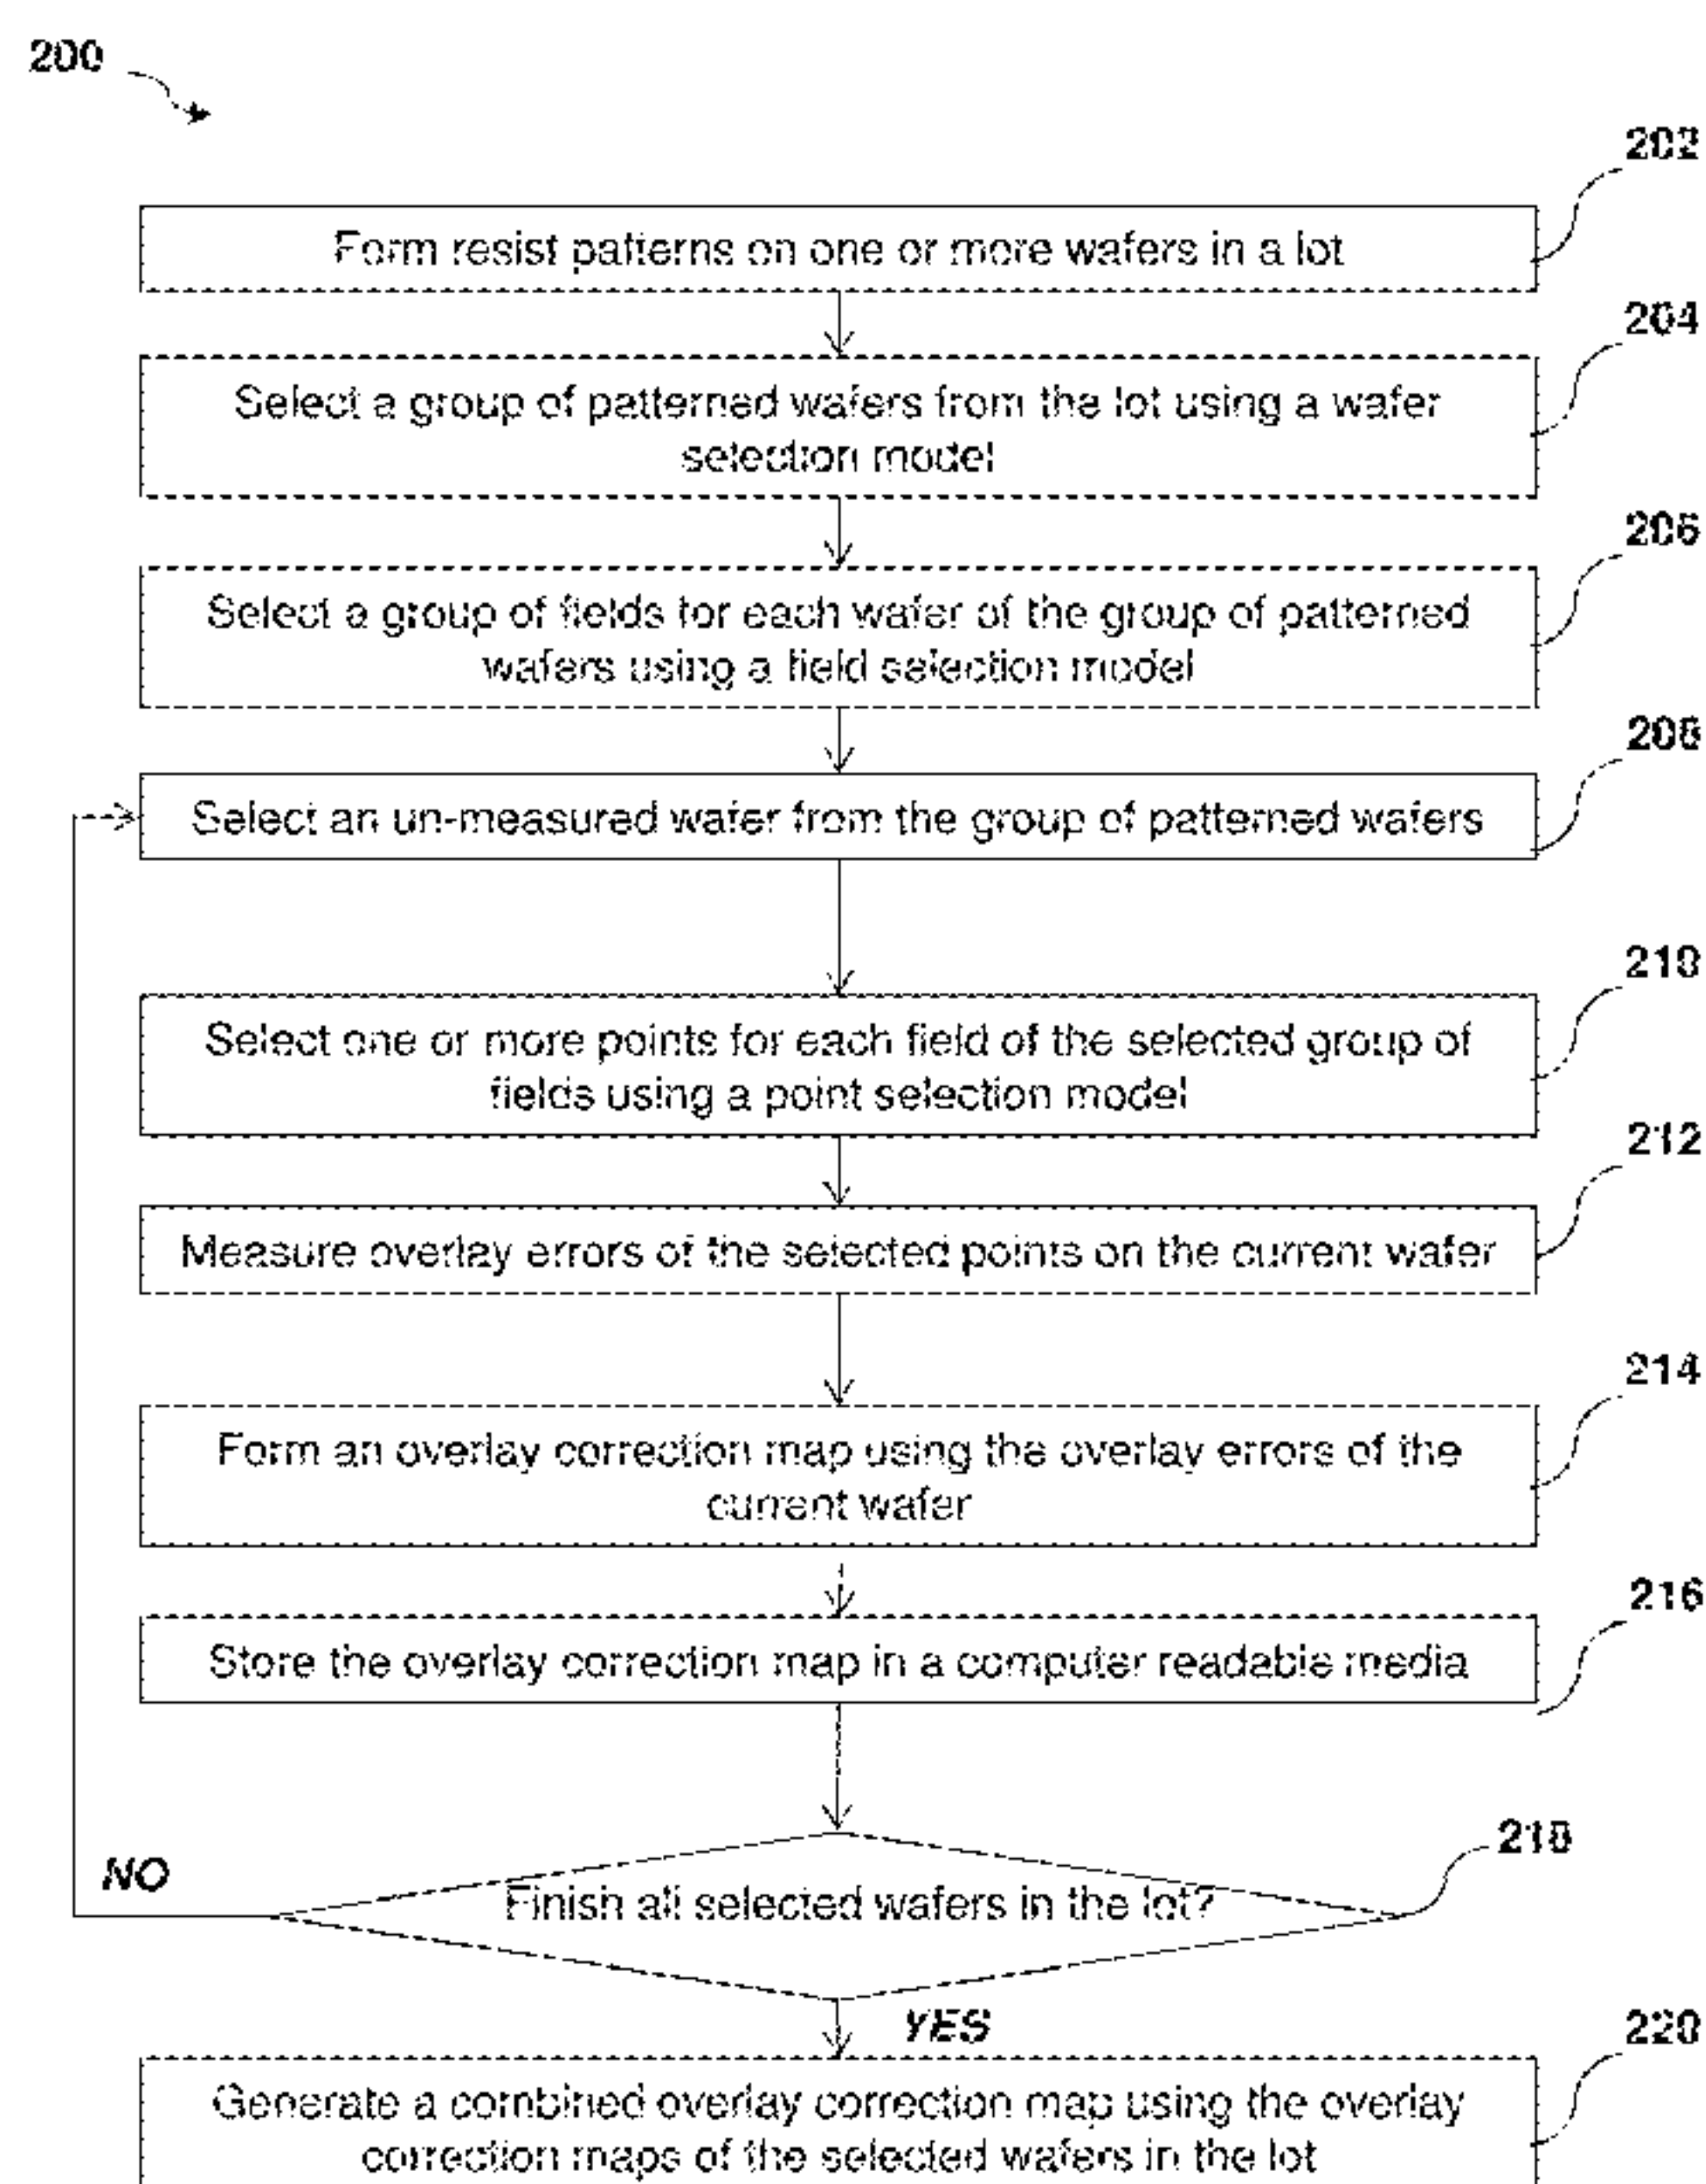 200
202
Form resist patterns on one or more wafers in a lot
204
Select a group of patterned wafers from the lot using a wafer
selection model
206
Select a group of fields for each wafer of the group of patterned
wafers using a field selection model
208
Select an un-measured wafer from the group of patterned wafers
210
Select one or more points for each field of the selected group of
fields using a point selection model
212
Measure overlay errors of the selected points on the current wafer
214
Form an overlay correction map using the overlay errors of the
current wafer
216
Store the overlay correction map in a computer readable media
218
NO
Finish all selected wafers in the lot?
YES
220
Generate a combined overlay correction map using the overlay
correction maps of the selected wafers in the lot